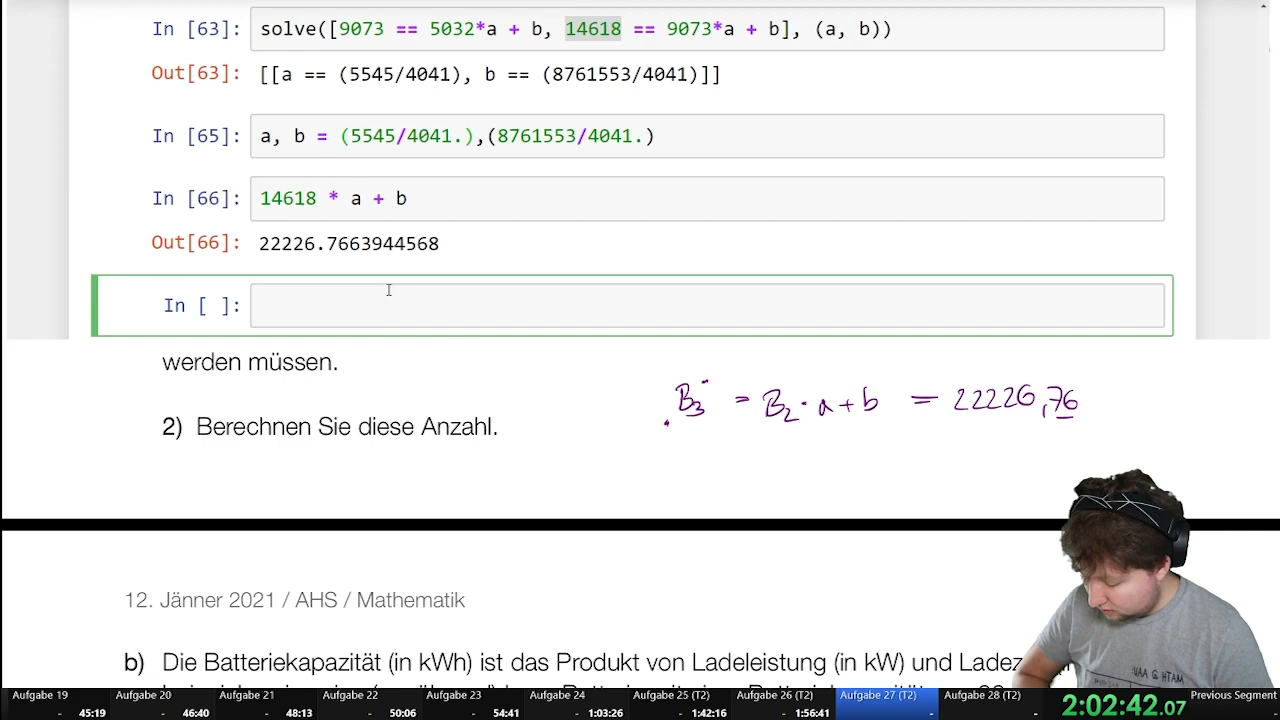 In [63]: solve([9073 == 5032*a + b, 14618 == 9073*a + b], (a, b))
Out[63]: [[a == (5545/4041), b == (8761553/4041)]]
In [65]: a, b = (5545/4041.),(8761553/4041.)
In [66]: 14618 * a + b
Out[66]: 22226.7663944568
In [ ]:
werden müssen.
B3 = B2 · a + b = 22226,76
2) Berechnen Sie diese Anzahl.
12. Jänner 2021 / AHS / Mathematik
b) Die Batteriekapazität (in kWh) ist das Produkt von Ladeleistung (in kW) und Ladez
Aufgabe 19 Aufgabe 20 Aufgabe 21 Aufgabe 22 Aufgabe 23 Aufgabe 24 Aufgabe 25 (T2) Aufgabe 26 (T2) Aufgabe 27 (T2) Aufgabe 28 (T2) Previous Segment
- 45:19 - 46:40 - 48:13 - 50:06 - 54:41 - 1:03:26 - 1:42:16 - 1:56:41 - - 2:02:42.07 -